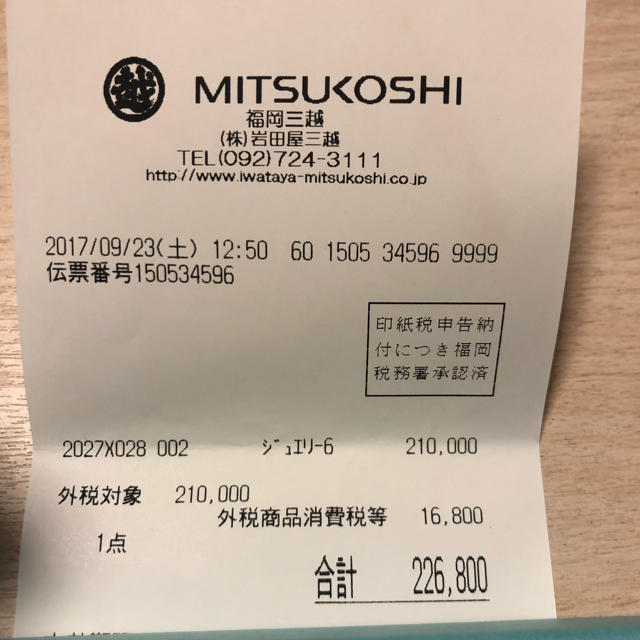 越 MITSUKOSHI
福岡三越
(株)岩田屋三越
TEL(092)724-3111
http://www.iwataya-mitsukoshi.co.jp
2017/09/23(土) 12:50 60 1505 34596 9999
伝票番号150534596
印紙税申告納
付につき福岡
税務署承認済
2027X028 002 ジュエリー6 210,000
外税対象 210,000
外税商品消費税等 16,800
1点
合計 226,800